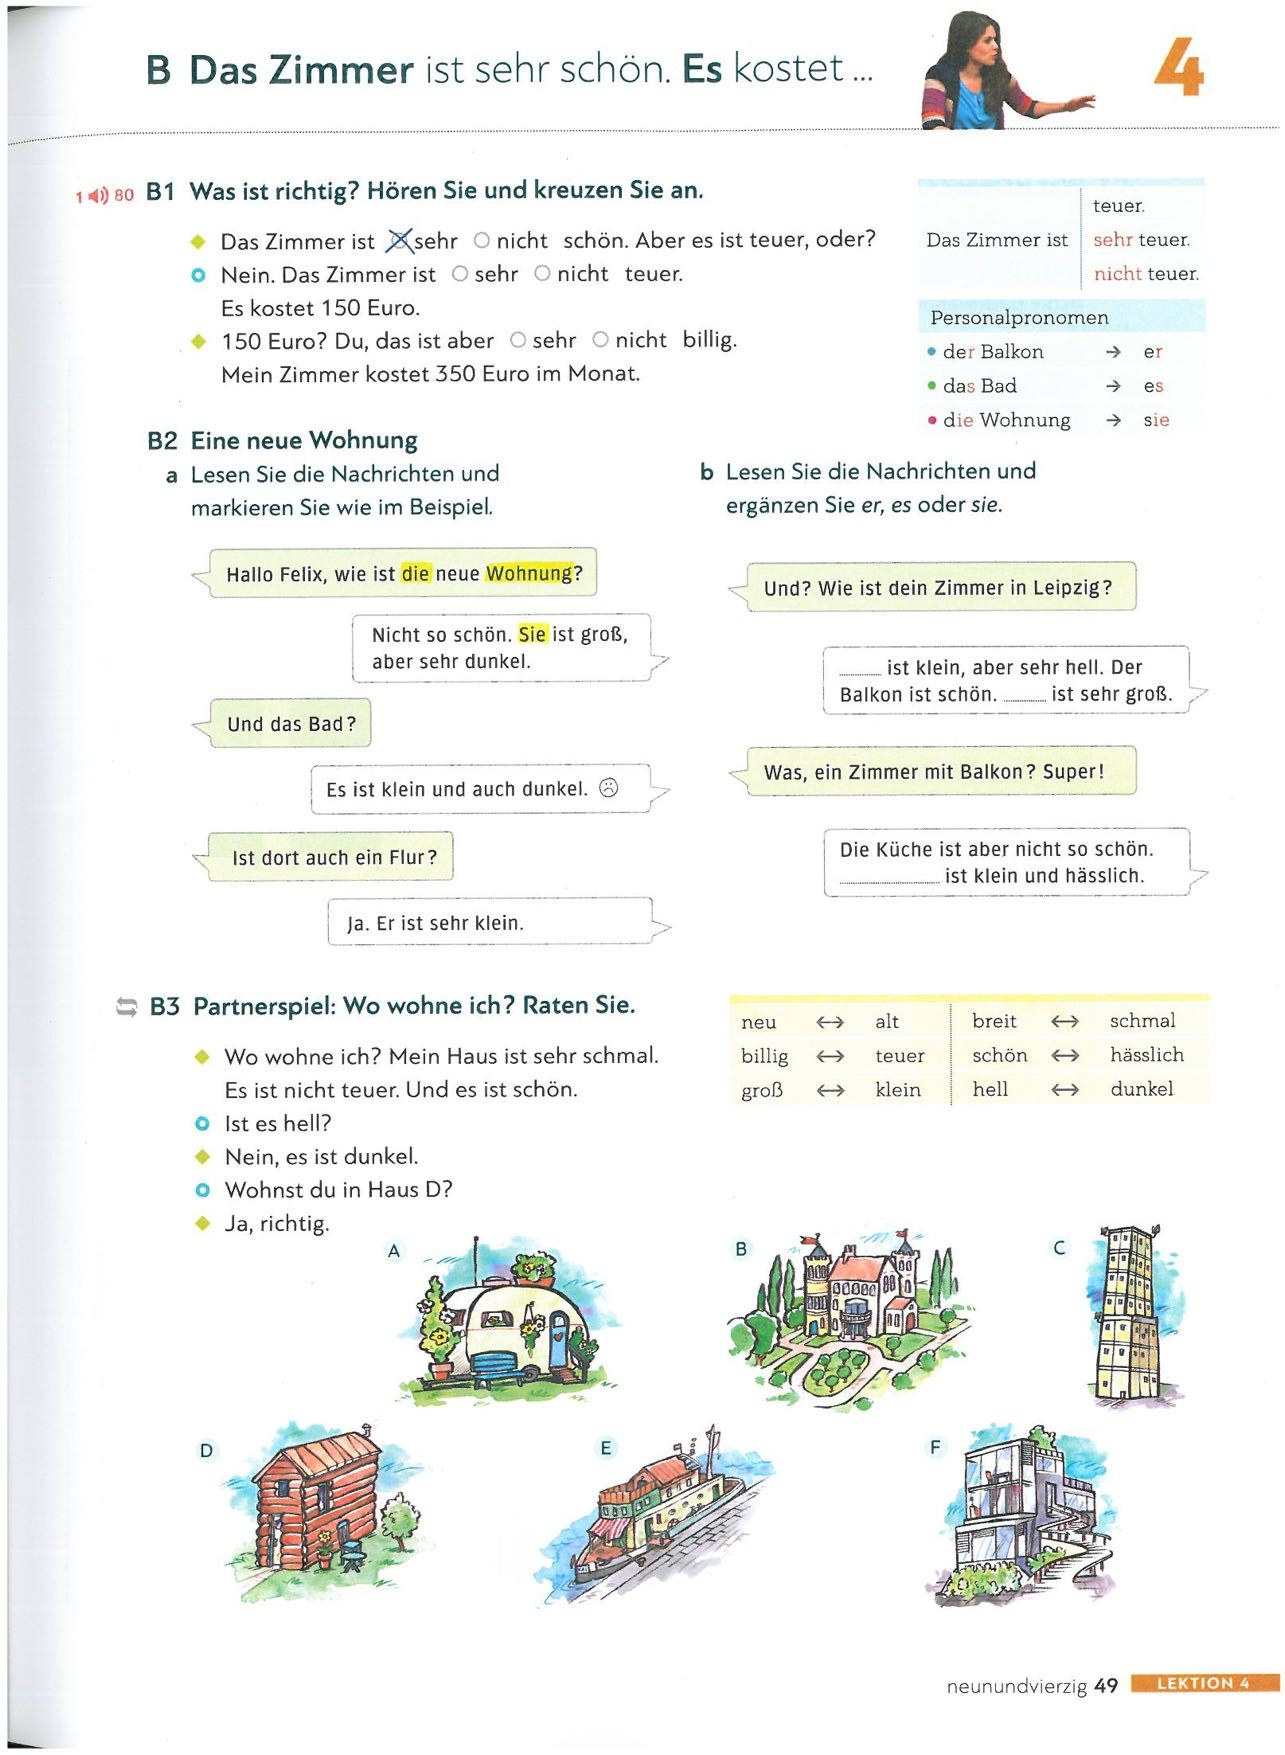 B Das Zimmer ist sehr schön. Es kostet ...
4
1 80 B1 Was ist richtig? Hören Sie und kreuzen Sie an.
Das Zimmer ist sehr nicht schön. Aber es ist teuer, oder?
Nein. Das Zimmer ist sehr nicht teuer.
Es kostet 150 Euro.
150 Euro? Du, das ist aber sehr nicht billig.
Mein Zimmer kostet 350 Euro im Monat.
teuer.
Das Zimmer ist sehr teuer.
nicht teuer.
Personalpronomen
• der Balkon → er
• das Bad → es
• die Wohnung → sie
B2 Eine neue Wohnung
a Lesen Sie die Nachrichten und
markieren Sie wie im Beispiel.
Hallo Felix, wie ist die neue Wohnung?
Nicht so schön. Sie ist groß,
aber sehr dunkel.
Und das Bad?
Es ist klein und auch dunkel. ☹
Ist dort auch ein Flur?
Ja. Er ist sehr klein.
b Lesen Sie die Nachrichten und
ergänzen Sie er, es oder sie.
Und? Wie ist dein Zimmer in Leipzig?
........ ist klein, aber sehr hell. Der
Balkon ist schön. ........ ist sehr groß.
Was, ein Zimmer mit Balkon? Super!
Die Küche ist aber nicht so schön.
.................... ist klein und hässlich.
B3 Partnerspiel: Wo wohne ich? Raten Sie.
Wo wohne ich? Mein Haus ist sehr schmal.
Es ist nicht teuer. Und es ist schön.
Ist es hell?
Nein, es ist dunkel.
Wohnst du in Haus D?
Ja, richtig.
neu ↔ alt breit ↔ schmal
billig ↔ teuer schön ↔ hässlich
groß ↔ klein hell ↔ dunkel
A
B
C
D
E
F
neunundvierzig 49 LEKTION 4